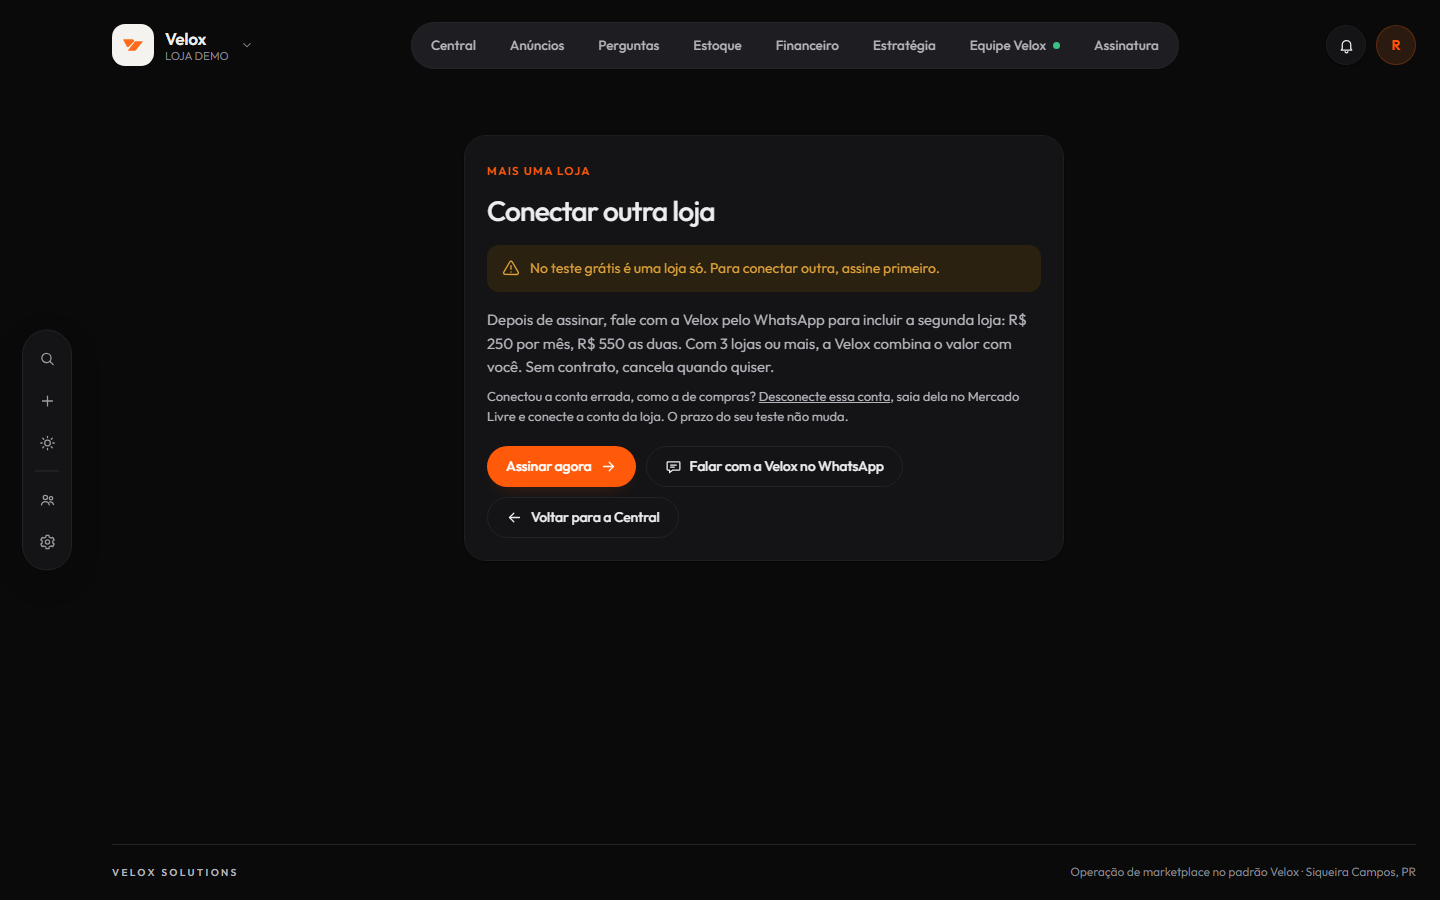 Velox
LOJA DEMO
Central
Anúncios
Perguntas
Estoque
Financeiro
Estratégia
Equipe Velox
Assinatura
R
MAIS UMA LOJA
Conectar outra loja
No teste grátis é uma loja só. Para conectar outra, assine primeiro.
Depois de assinar, fale com a Velox pelo WhatsApp para incluir a segunda loja: R$
250 por mês, R$ 550 as duas. Com 3 lojas ou mais, a Velox combina o valor com
você. Sem contrato, cancela quando quiser.
Conectou a conta errada, como a de compras? Desconecte essa conta, saia dela no Mercado
Livre e conecte a conta da loja. O prazo do seu teste não muda.
Assinar agora
Falar com a Velox no WhatsApp
Voltar para a Central
VELOX SOLUTIONS
Operação de marketplace no padrão Velox · Siqueira Campos, PR